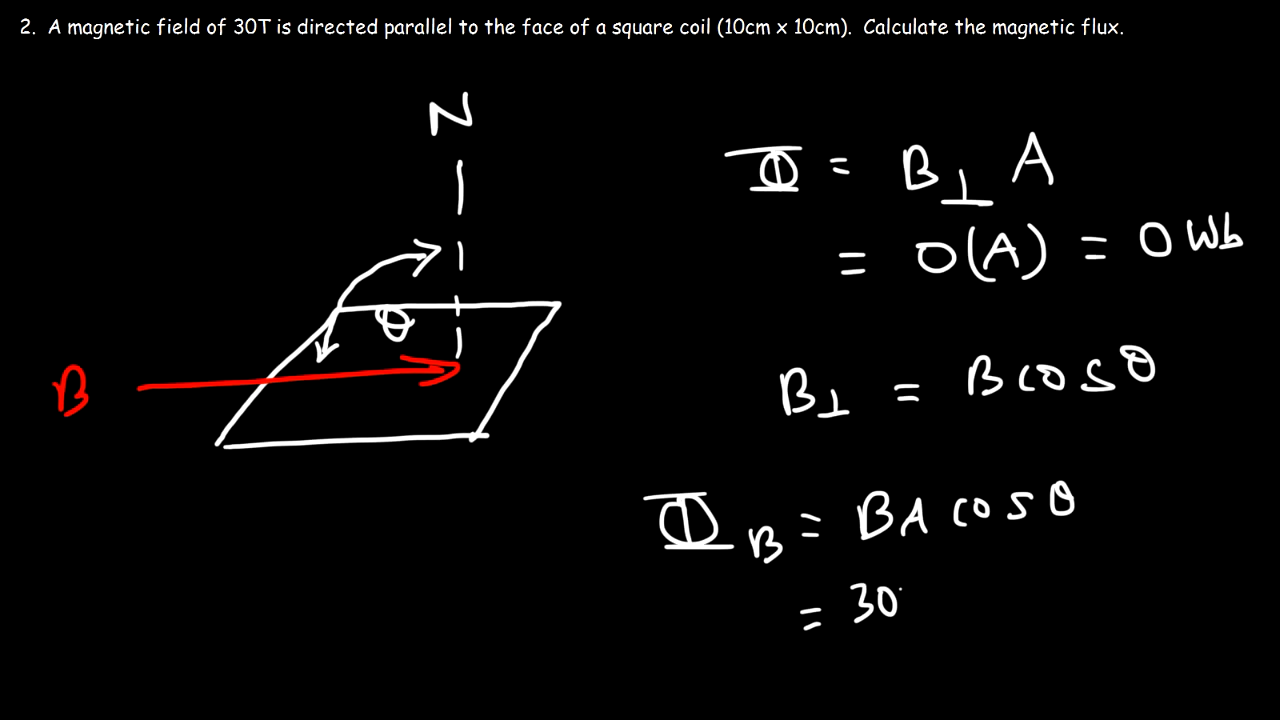 2. A magnetic field of 30T is directed parallel to the face of a square coil (10cm x 10cm). Calculate the magnetic flux.
N
Φ = B⊥ A
= 0(A) = 0 Wb
θ
B
B⊥ = B cos θ
Φ_B = BA cos θ
= 30